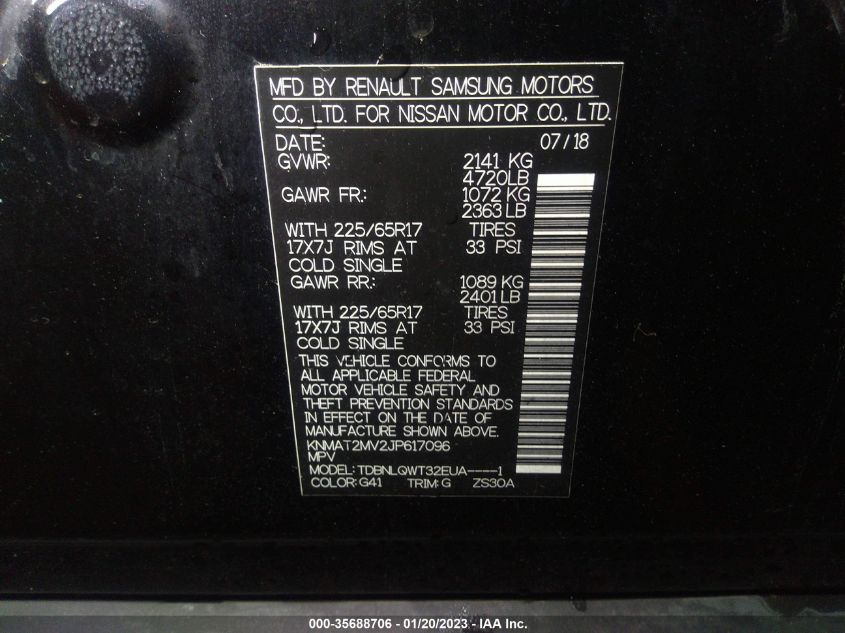 MFD BY RENAULT SAMSUNG MOTORS
CO., LTD. FOR NISSAN MOTOR CO., LTD.
DATE: 07/18
GVWR: 2141 KG
4720LB
GAWR FR.: 1072 KG
2363 LB
WITH 225/65R17 TIRES
17X7J RIMS AT 33 PSI
COLD SINGLE
GAWR RR.: 1089 KG
2401 LB
WITH 225/65R17 TIRES
17X7J RIMS AT 33 PSI
COLD SINGLE
THIS VEHICLE CONFORMS TO
ALL APPLICABLE FEDERAL
MOTOR VEHICLE SAFETY AND
THEFT PREVENTION STANDARDS
IN EFFECT ON THE DATE OF
MANUFACTURE SHOWN ABOVE.
KNMAT2MV2JP617096
MPV
MODEL: TDBNLQWT32EUA----1
COLOR: G41 TRIM: G ZS30A
000-35688706 - 01/20/2023 - IAA Inc.